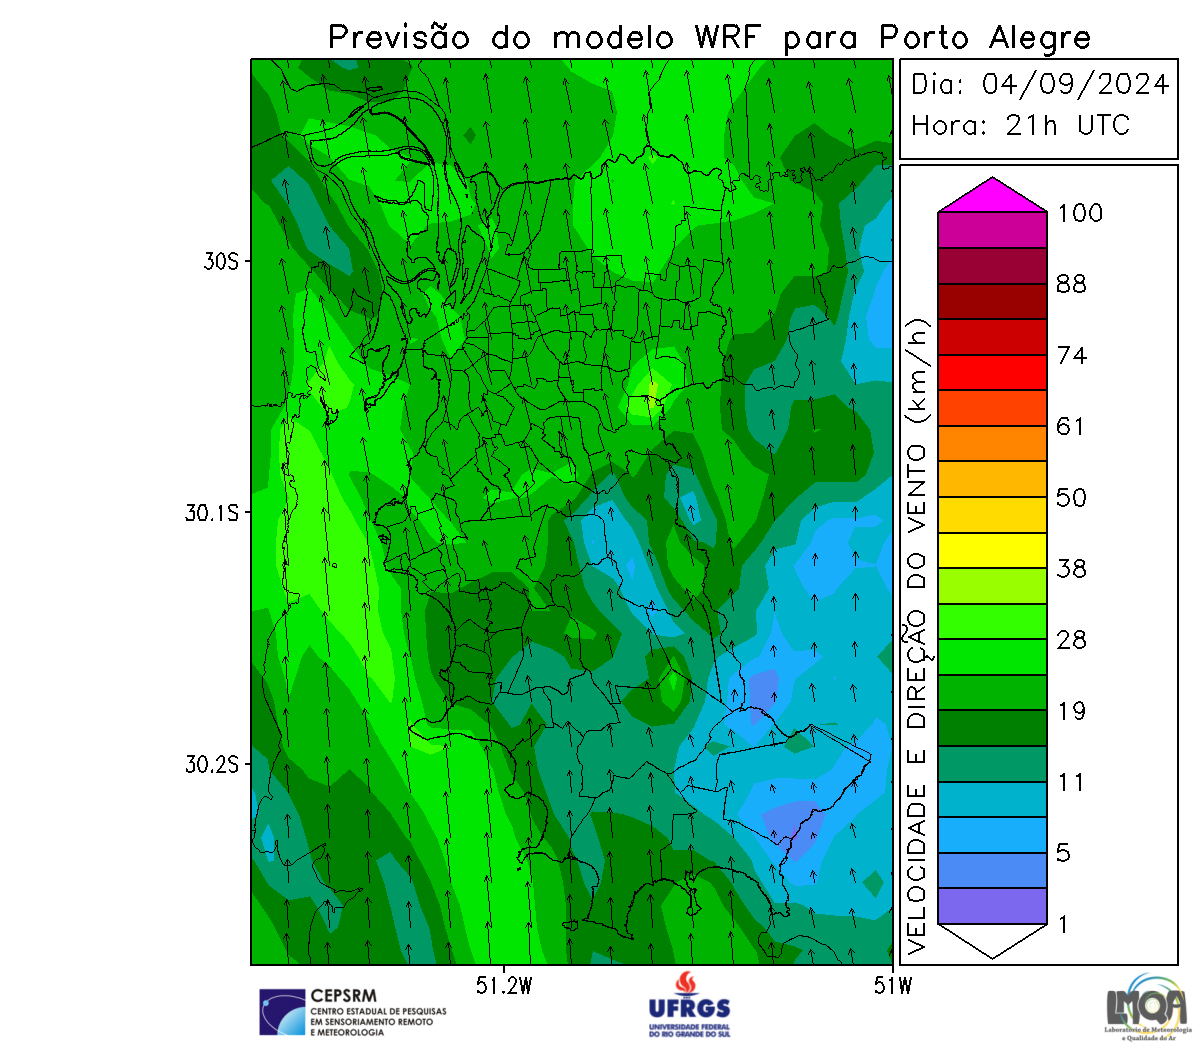 Previsão do modelo WRF para Porto Alegre
Dia: 04/09/2024
Hora: 21h UTC
30S
30.1S
30.2S
51.2W
51W
VELOCIDADE E DIREÇÃO DO VENTO (km/h)
100
88
74
61
50
38
28
19
11
5
1
CEPSRM
CENTRO ESTADUAL DE PESQUISAS
EM SENSORIAMENTO REMOTO
E METEOROLOGIA
UFRGS
UNIVERSIDADE FEDERAL
DO RIO GRANDE DO SUL
LMQA
Laboratório de Meteorologia
e Qualidade do Ar